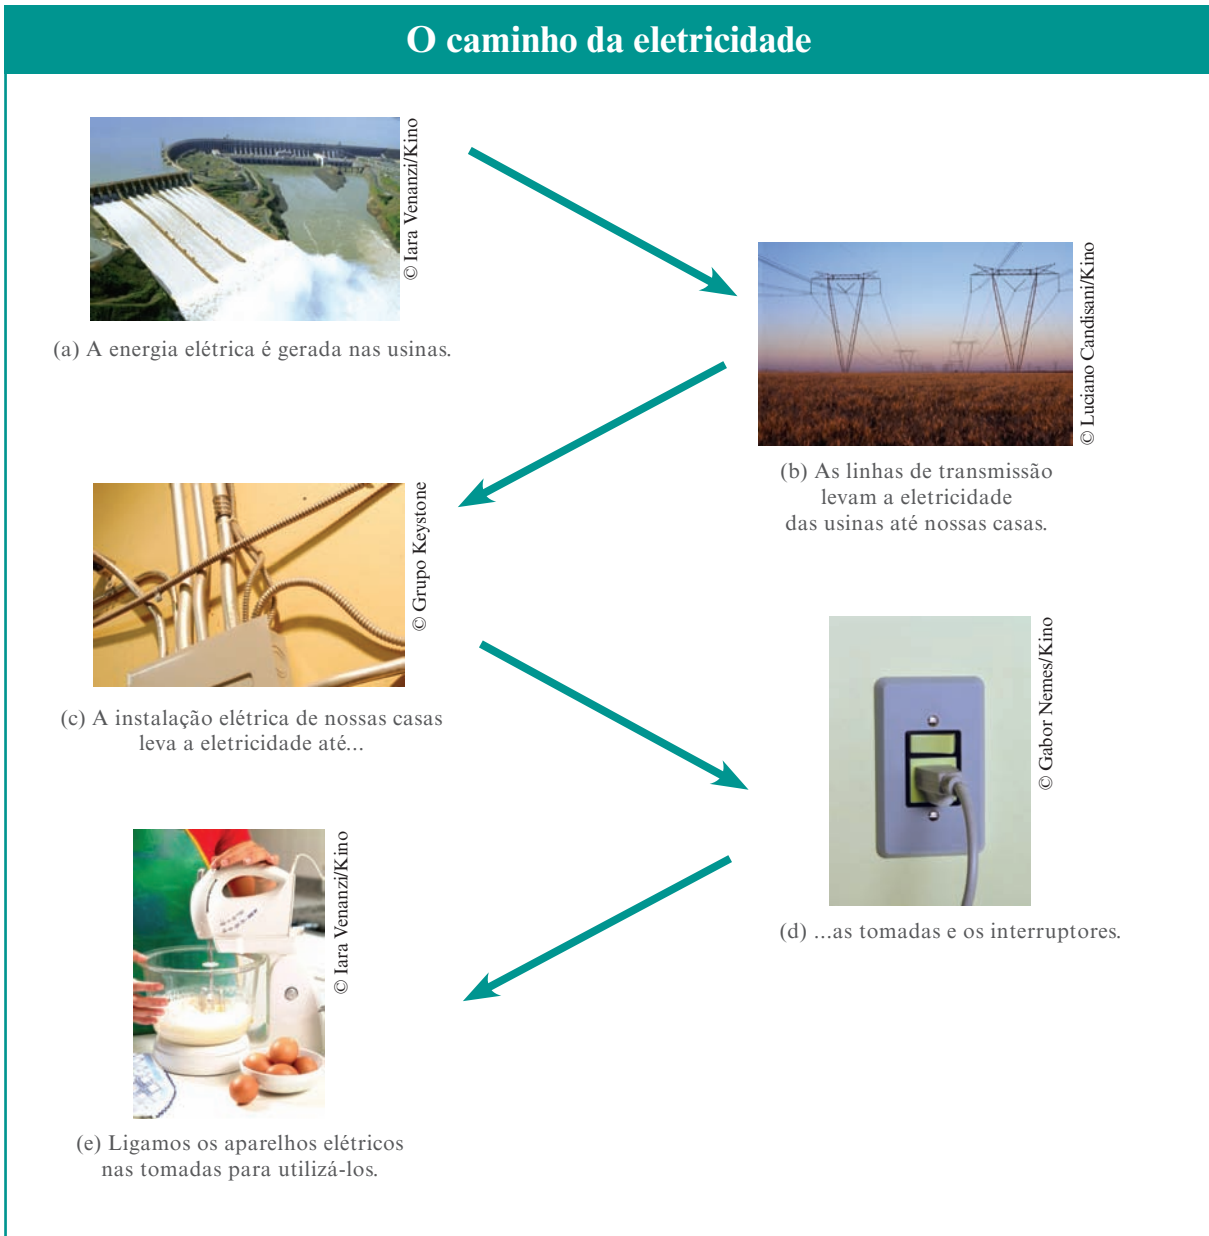 O caminho da eletricidade
© Iara Venanzi/Kino
(a) A energia elétrica é gerada nas usinas.
© Luciano Candisani/Kino
(b) As linhas de transmissão
levam a eletricidade
das usinas até nossas casas.
© Grupo Keystone
(c) A instalação elétrica de nossas casas
leva a eletricidade até...
© Gabor Nemes/Kino
(d) ...as tomadas e os interruptores.
© Iara Venanzi/Kino
(e) Ligamos os aparelhos elétricos
nas tomadas para utilizá-los.